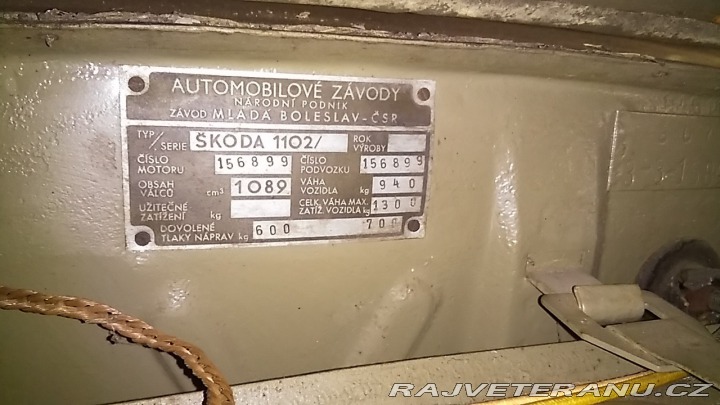 AUTOMOBILOVÉ ZÁVODY
NÁRODNÍ PODNIK
ZÁVOD MLADÁ BOLESLAV-ČSR
TYP/SERIE ŠKODA 1102/ ROK VÝROBY
ČÍSLO MOTORU 156899 ČÍSLO PODVOZKU 156899
OBSAH VÁLCŮ cm³ 1089 VÁHA VOZIDLA kg 940
UŽITEČNÉ ZATÍŽENÍ kg CELK. VÁHA MAX. ZATÍŽ. VOZIDLA kg 1300
DOVOLENÉ TLAKY NÁPRAV kg 600 700
RAJVETERANU.CZ